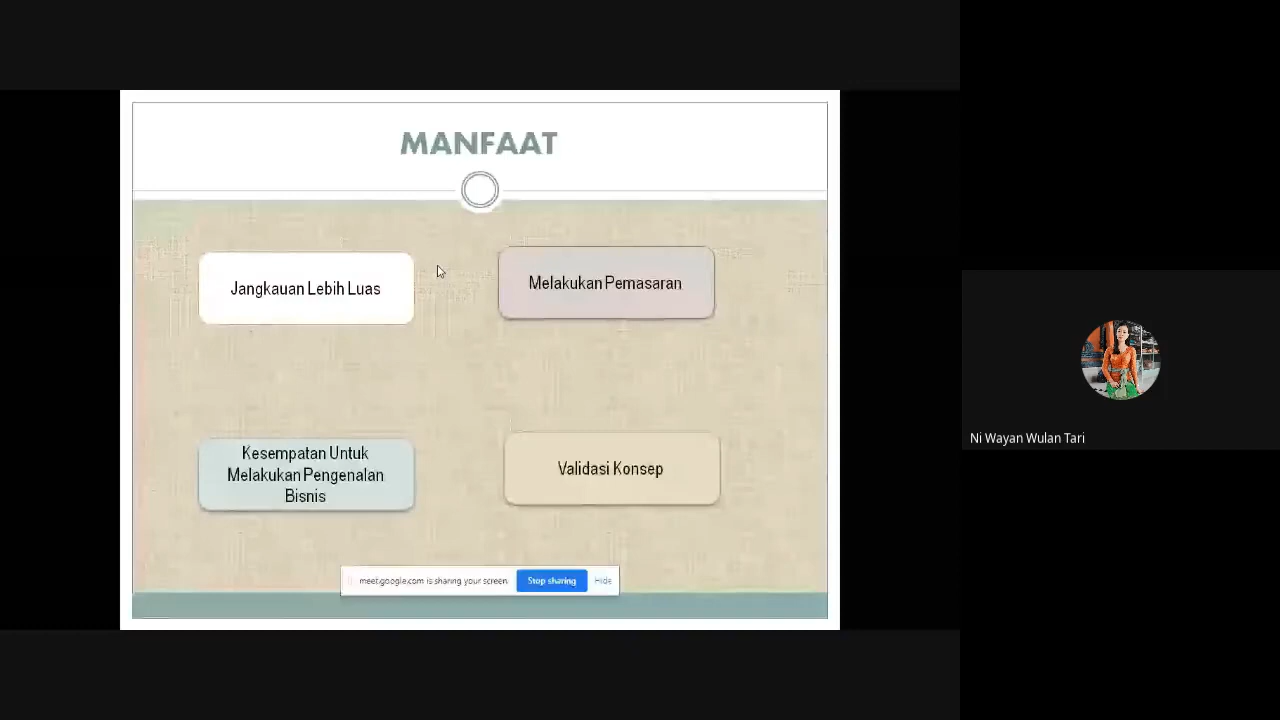 MANFAAT
Jangkauan Lebih Luas
Melakukan Pemasaran
Kesempatan Untuk
Melakukan Pengenalan
Bisnis
Validasi Konsep
meet.google.com is sharing your screen
Stop sharing
Hide
Ni Wayan Wulan Tari